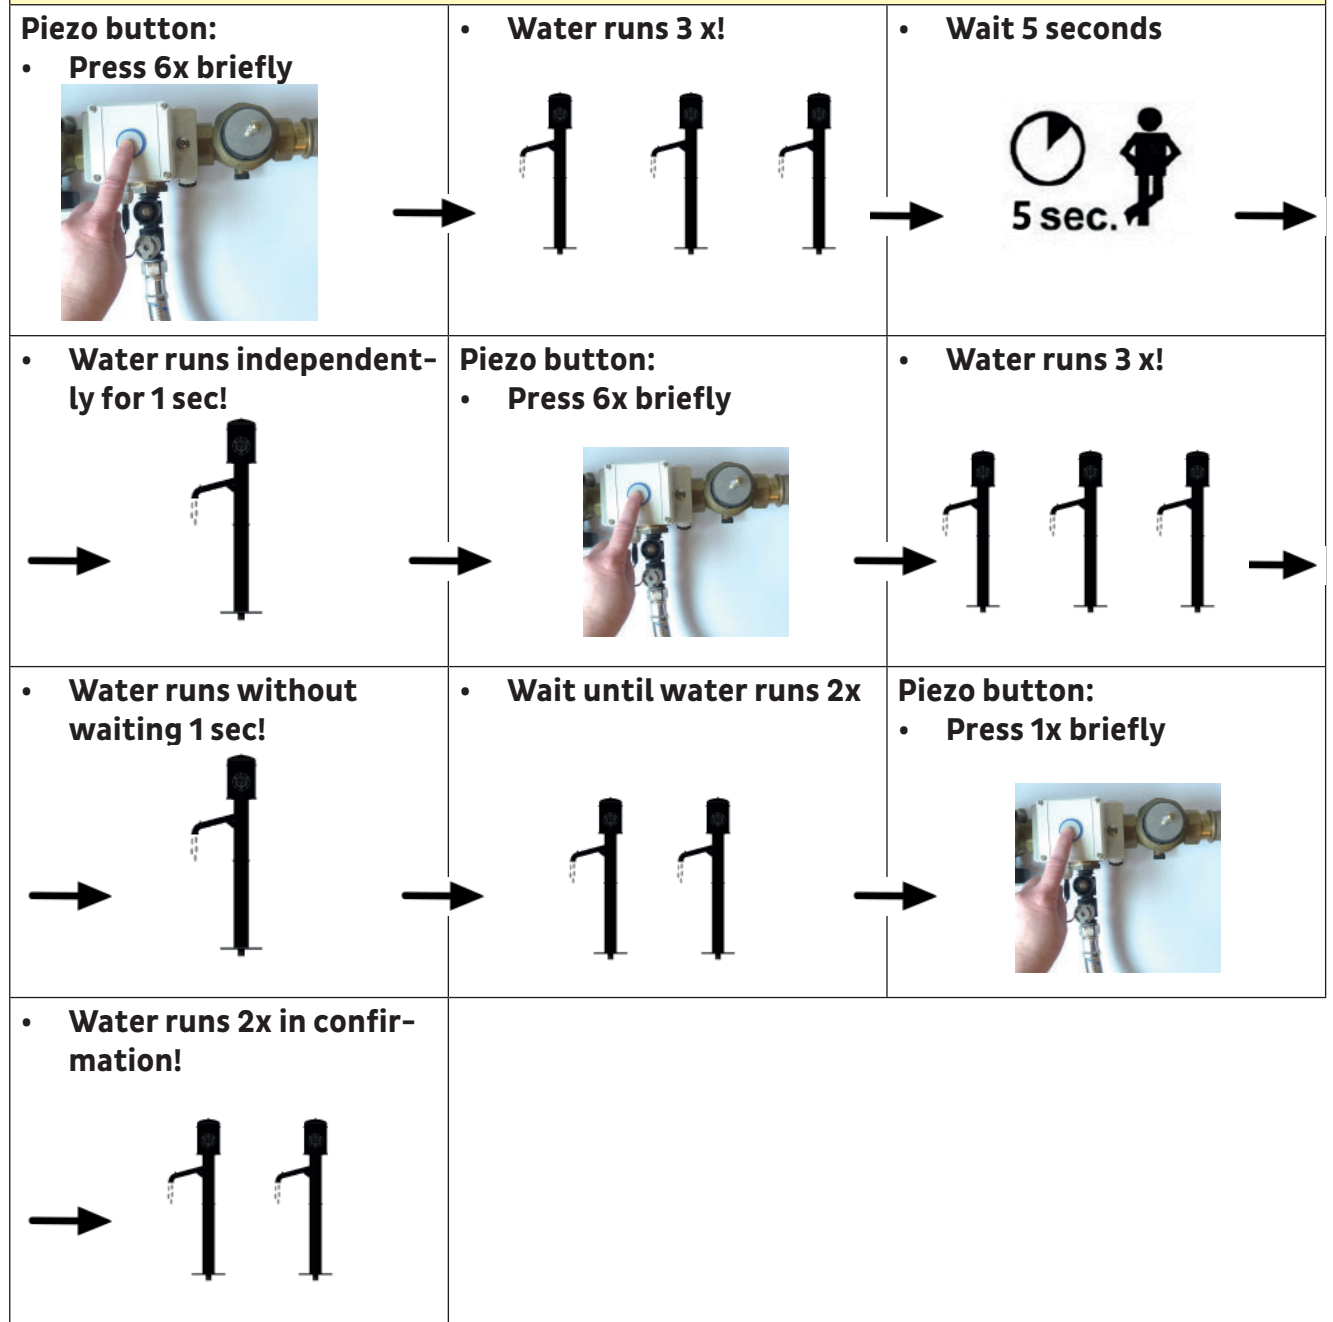 Piezo button:
• Press 6x briefly
• Water runs 3 x!
• Wait 5 seconds
5 sec.
• Water runs independent-
ly for 1 sec!
Piezo button:
• Press 6x briefly
• Water runs 3 x!
• Water runs without
waiting 1 sec!
• Wait until water runs 2x
Piezo button:
• Press 1x briefly
• Water runs 2x in confir-
mation!